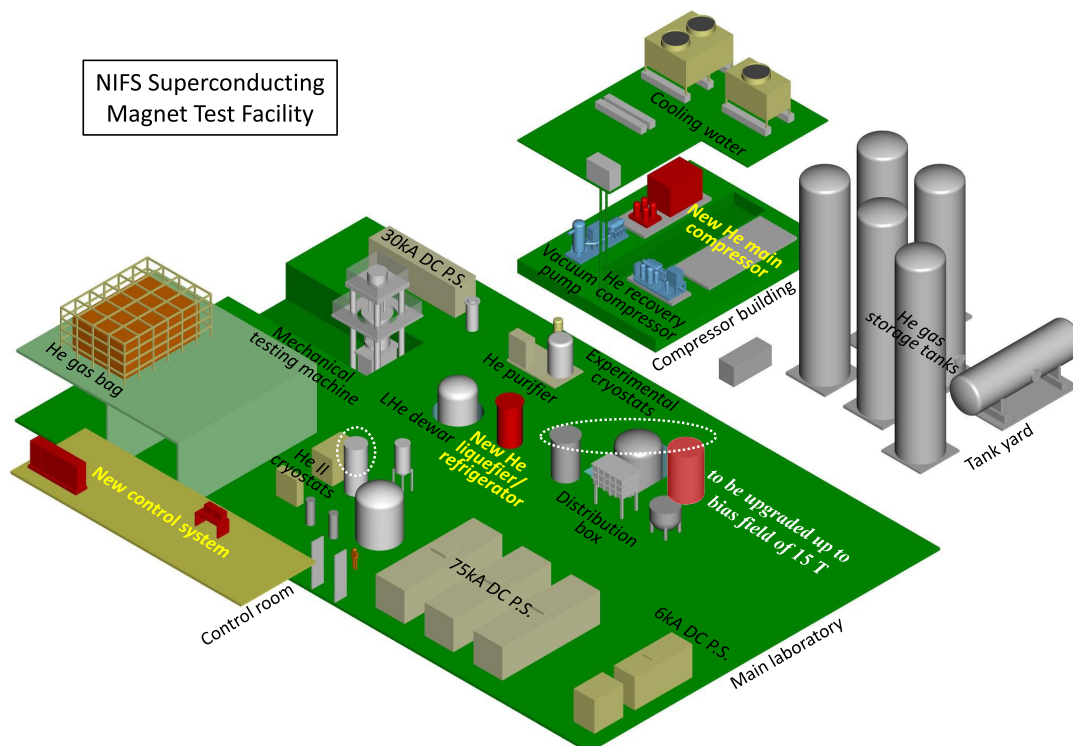 NIFS Superconducting
Magnet Test Facility
Cooling water
New He main
compressor
Vacuum
pump
He recovery
compressor
Compressor building
He gas
storage tanks
Tank yard
30kA DC P.S.
He gas bag
Mechanical
testing machine
He purifer
Experimental
cryostats
LHe dewar
New He
liquefier/
refrigerator
He II
cryostats
Distribution
box
to be upgraded up to
bias field of 15 T
New control system
Control room
75kA DC P.S.
6kA DC P.S.
Main laboratory